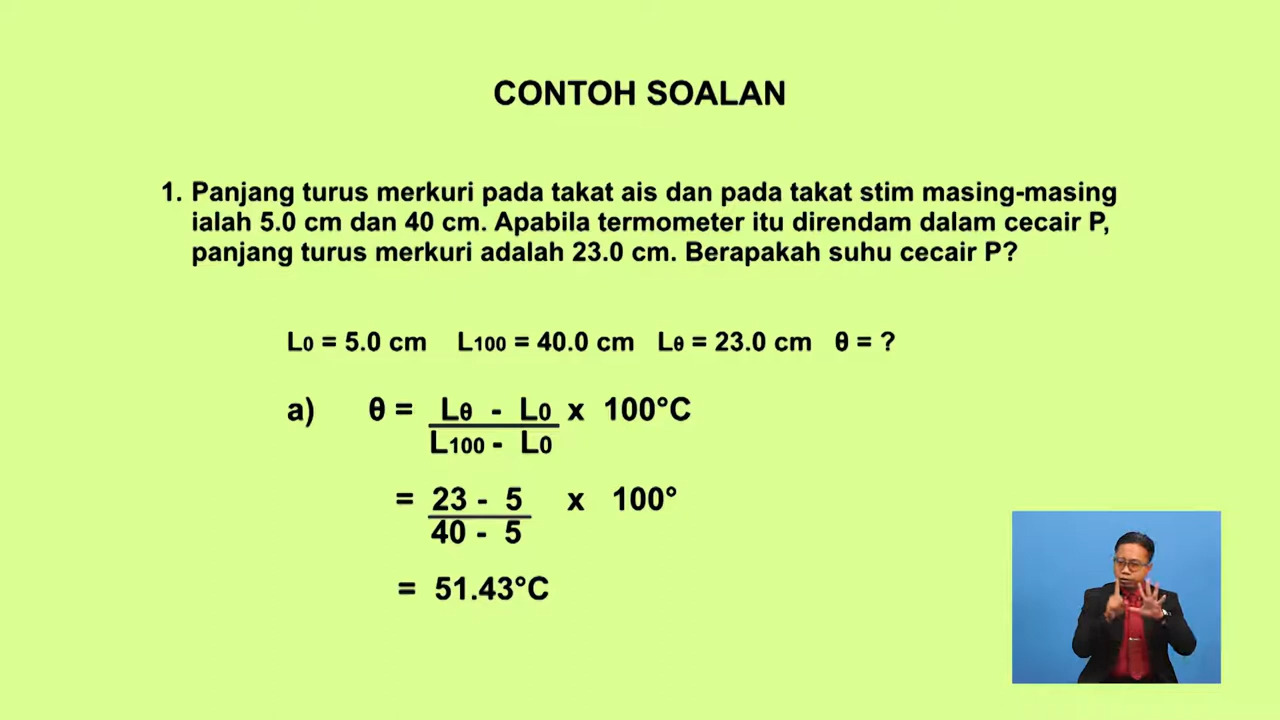 CONTOH SOALAN
1. Panjang turus merkuri pada takat ais dan pada takat stim masing-masing
ialah 5.0 cm dan 40 cm. Apabila termometer itu direndam dalam cecair P,
panjang turus merkuri adalah 23.0 cm. Berapakah suhu cecair P?
L0 = 5.0 cm L100 = 40.0 cm Lθ = 23.0 cm θ = ?
a) θ = Lθ - L0 x 100°C
L100 - L0
= 23 - 5 x 100°
40 - 5
= 51.43°C